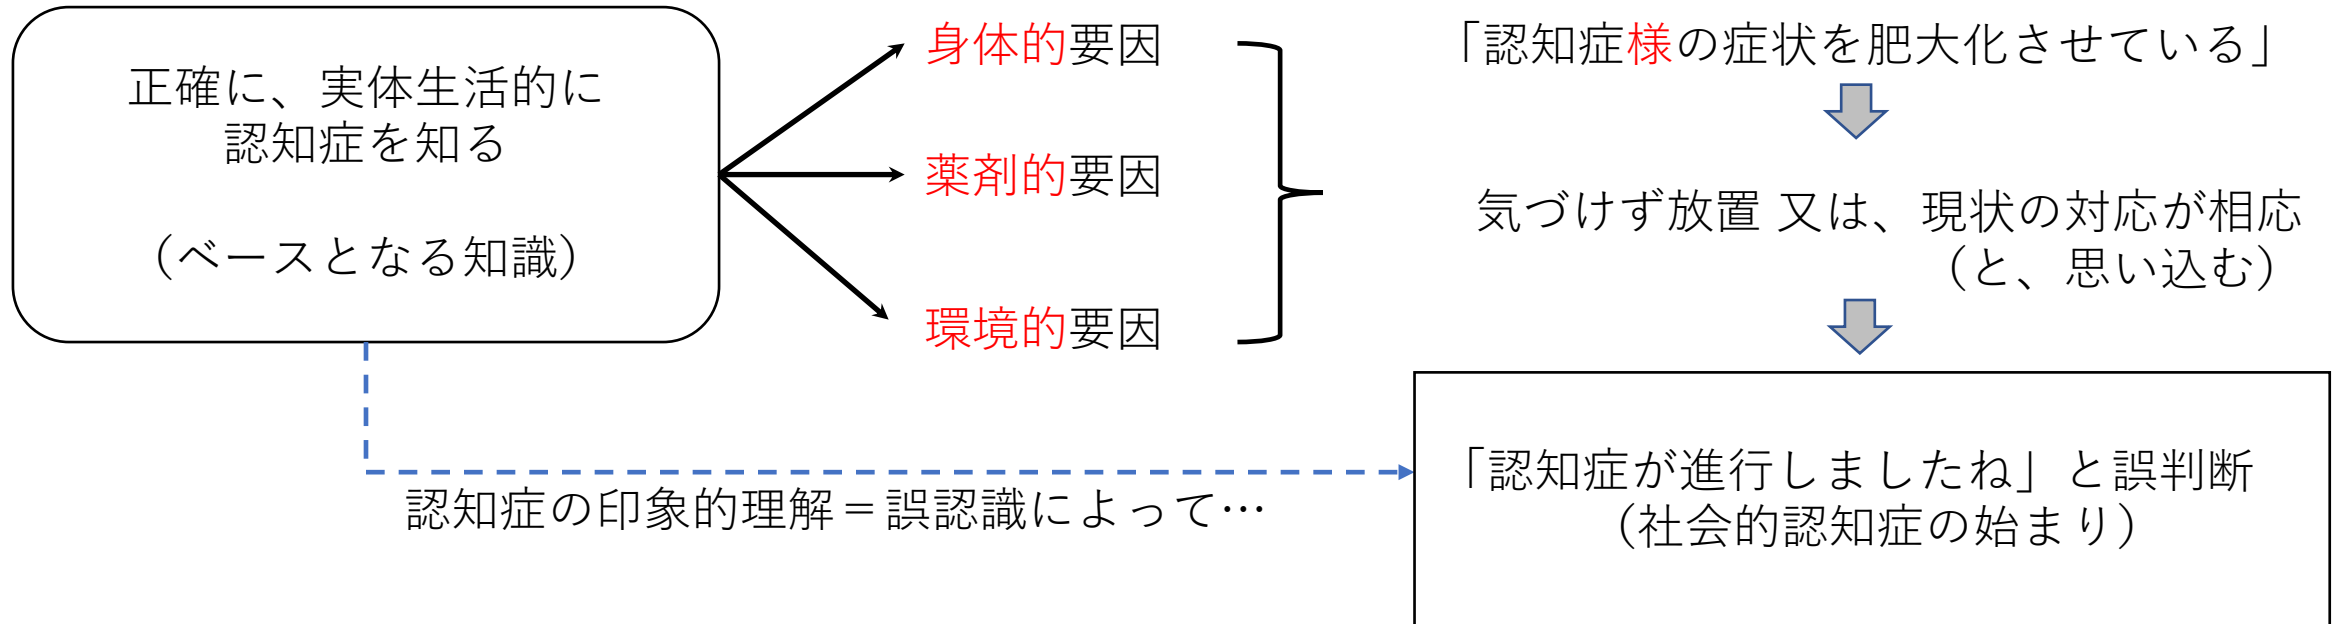 正確に、実体生活的に
認知症を知る
（ベースとなる知識）
身体的要因
薬剤的要因
環境的要因
「認知症様の症状を肥大化させている」
気づけず放置 又は、現状の対応が相応
（と、思い込む）
「認知症が進行しましたね」と誤判断
（社会的認知症の始まり）
認知症の印象的理解＝誤認識によって…